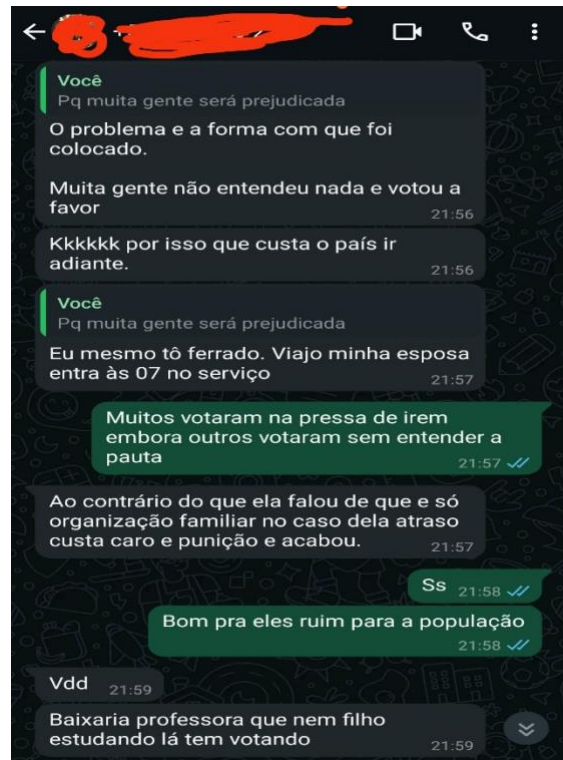 Você
Pq muita gente será prejudicada
O problema e a forma com que foi
colocado.
Muita gente não entendeu nada e votou a
favor
21:56
Kkkkkk por isso que custa o país ir
adiante.
21:56
Você
Pq muita gente será prejudicada
Eu mesmo tô ferrado. Viajo minha esposa
entra às 07 no serviço
21:57
Muitos votaram na pressa de irem
embora outros votaram sem entender a
pauta
21:57
Ao contrário do que ela falou de que e só
organização familiar no caso dela atraso
custa caro e punição e acabou.
21:57
Ss 21:58
Bom pra eles ruim para a população
21:58
Vdd 21:59
Baixaria professora que nem filho
estudando lá tem votando
21:59